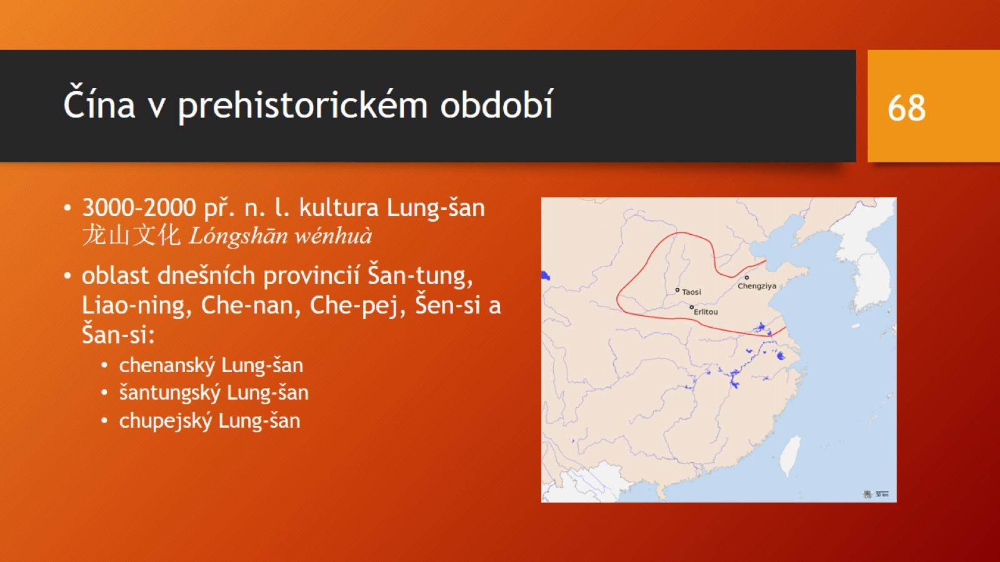 Čína v prehistorickém období
68
• 3000–2000 př. n. l. kultura Lung-šan
龙山文化 Lóngshān wénhuà
• oblast dnešních provincií Šan-tung,
Liao-ning, Che-nan, Che-pej, Šen-si a
Šan-si:
• chenanský Lung-šan
• šantungský Lung-šan
• chupejský Lung-šan
Chengziya
Taosi
Erlitou
50 km